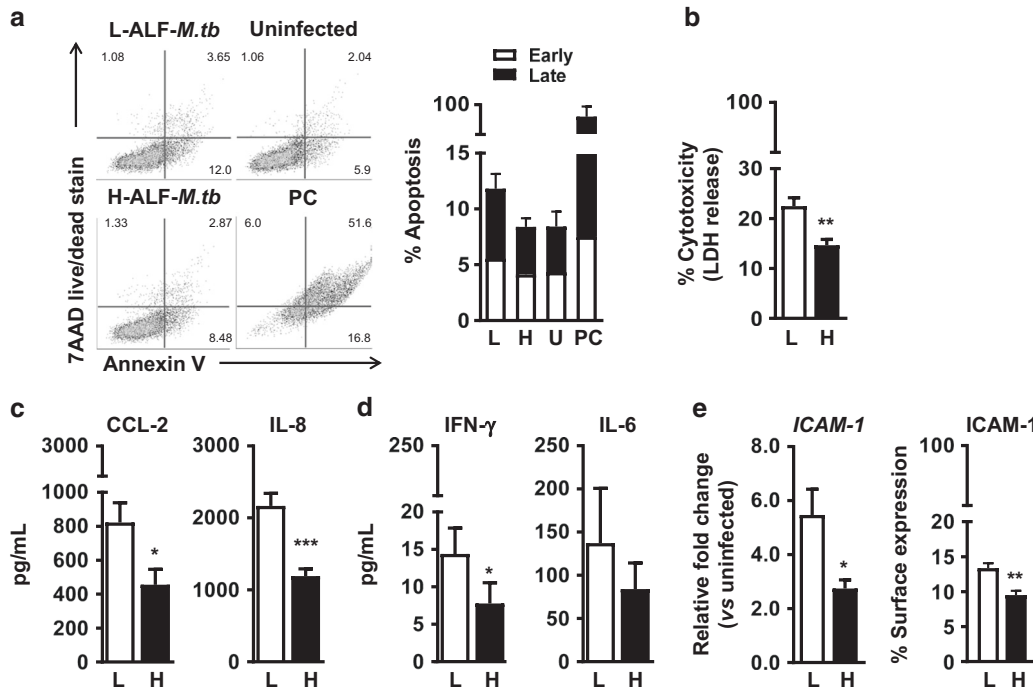 a
L-ALF-M.tb Uninfected
1.08 3.65 1.06 2.04
12.0 5.9
H-ALF-M.tb PC
1.33 2.87 6.0 51.6
8.48 16.8
7AAD live/dead stain
Annexin V
Early
Late
% Apoptosis
100
15
10
5
0
L H U PC
b
% Cytotoxicity
(LDH release)
100
30
20
10
0
**
L H
c
CCL-2
pg/mL
3000
1000
800
600
400
200
0
*
L H
IL-8
3000
2000
1000
0
***
L H
d
IFN-γ
pg/mL
250
20
15
10
5
0
*
L H
IL-6
250
200
150
100
50
0
L H
e
ICAM-1
Relative fold change
(vs uninfected)
8.0
6.0
4.0
2.0
0.0
*
L H
ICAM-1
% Surface expression
100
20
15
10
5
0
**
L H